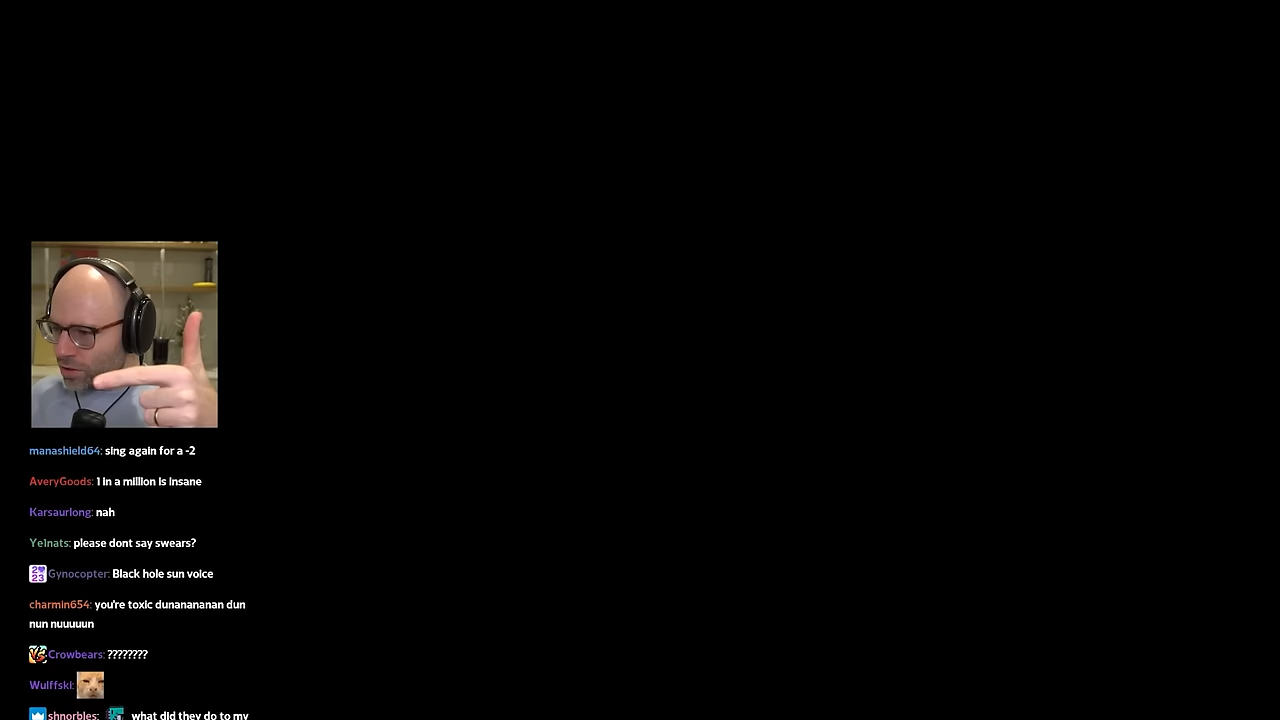 manashield64: sing again for a -2
AveryGoods: 1 in a million is insane
Karsaurlong: nah
Ye1nats: please dont say swears?
Gynocopter: Black hole sun voice
charmin654: you're toxic dunanananan dun
nun nuuuuun
Crowbears: ????????
Wulffski:
shnorbles: what did they do to my